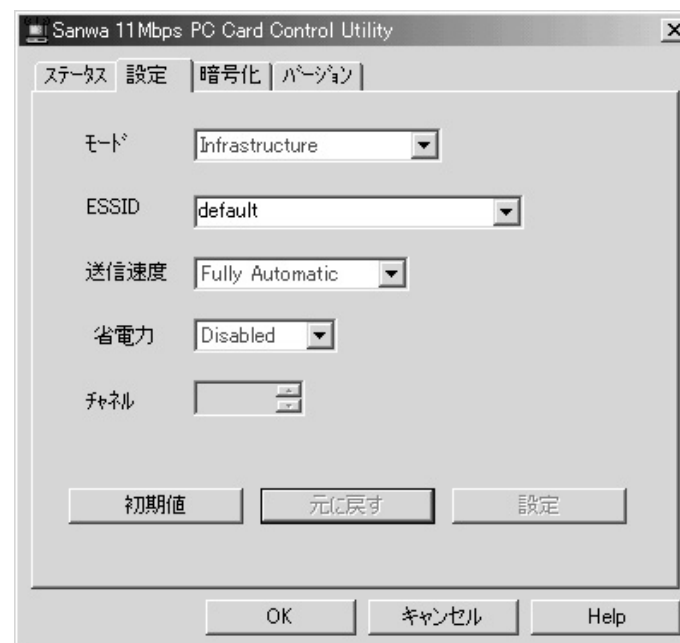 Sanwa 11Mbps PC Card Control Utility
ｽﾃｰﾀｽ 設定 暗号化 ﾊﾞｰｼﾞｮﾝ
ﾓｰﾄﾞ Infrastructure
ESSID default
送信速度 Fully Automatic
省電力 Disabled
ﾁｬﾈﾙ
初期値 元に戻す 設定
OK キャンセル Help